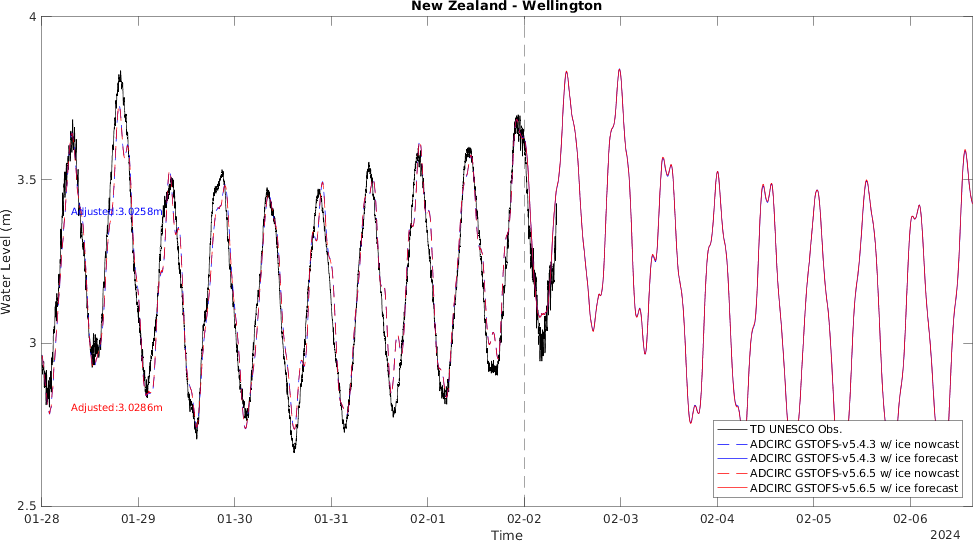 New Zealand - Wellington
4
3.5
3
2.5
Water Level (m)
Adjusted:3.0258m
Adjusted:3.0286m
TD UNESCO Obs.
ADCIRC GSTOFS-v5.4.3 w/ ice nowcast
ADCIRC GSTOFS-v5.4.3 w/ ice forecast
ADCIRC GSTOFS-v5.6.5 w/ ice nowcast
ADCIRC GSTOFS-v5.6.5 w/ ice forecast
01-28 01-29 01-30 01-31 02-01 02-02 02-03 02-04 02-05 02-06
Time
2024